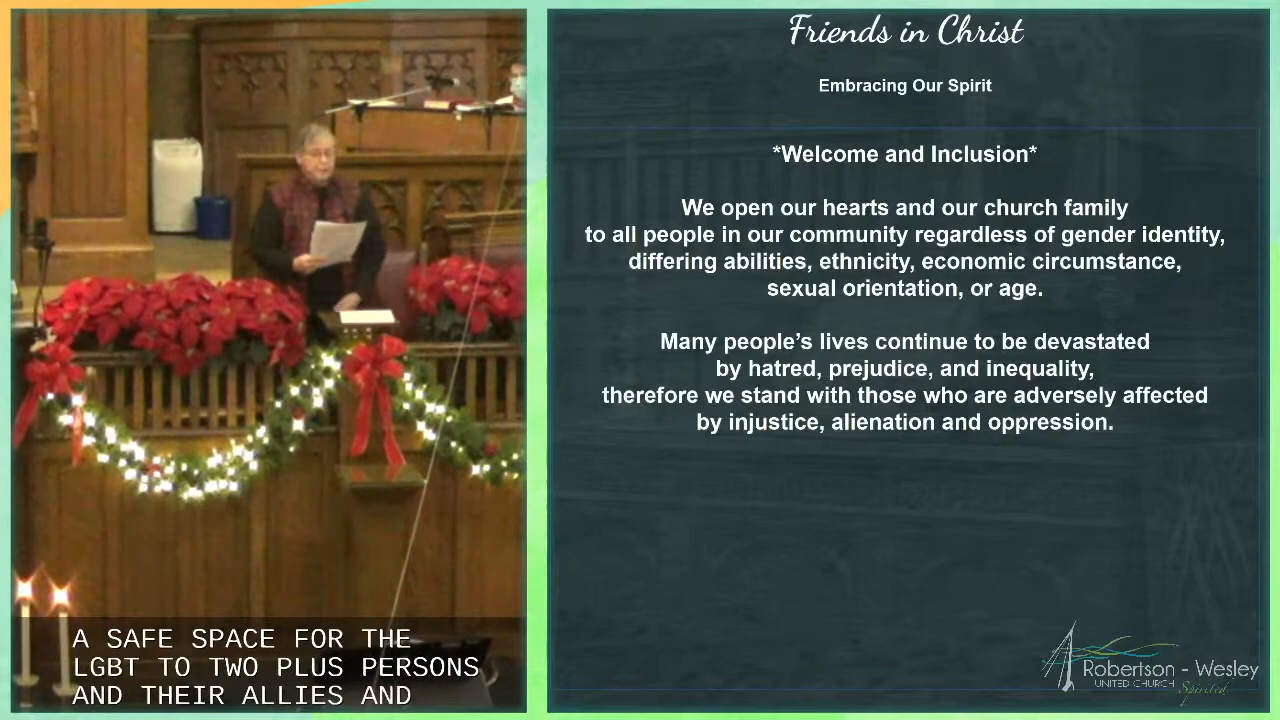 Friends in Christ
Embracing Our Spirit
*Welcome and Inclusion*
We open our hearts and our church family
to all people in our community regardless of gender identity,
differing abilities, ethnicity, economic circumstance,
sexual orientation, or age.
Many people’s lives continue to be devastated
by hatred, prejudice, and inequality,
therefore we stand with those who are adversely affected
by injustice, alienation and oppression.
A SAFE SPACE FOR THE
LGBT TO TWO PLUS PERSONS
AND THEIR ALLIES AND
Robertson - Wesley
UNITED CHURCH
Spirited